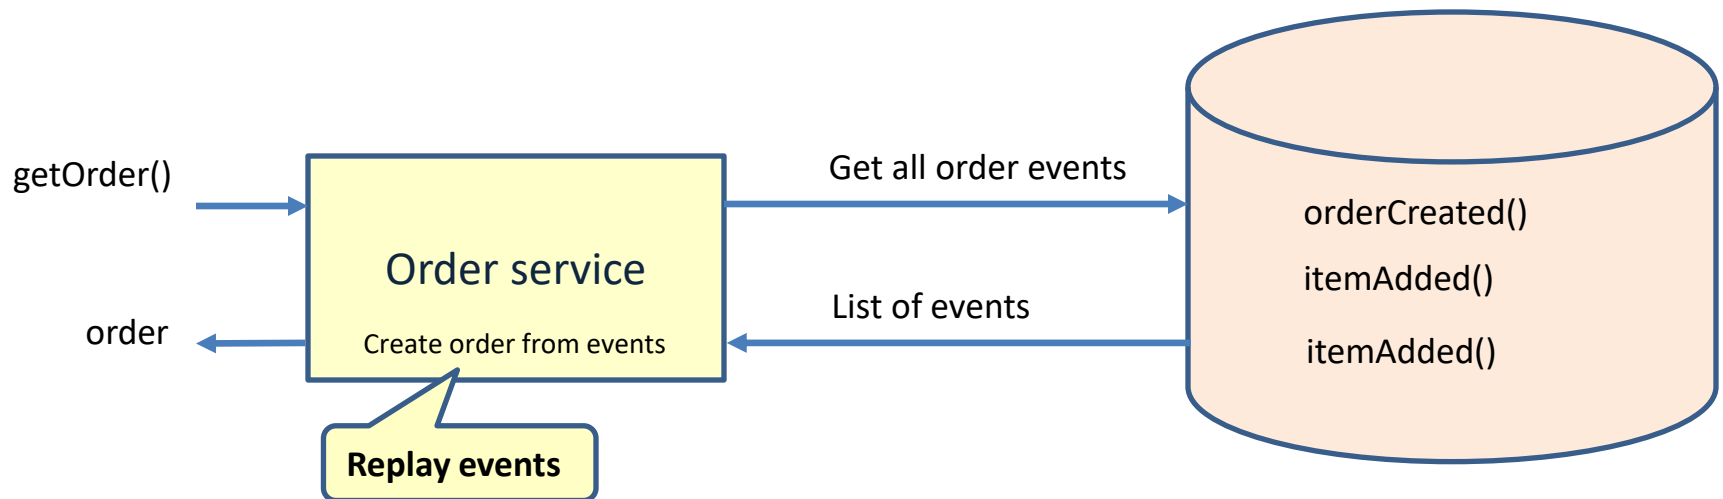 getOrder()
Get all order events
orderCreated()
Order service
itemAdded()
List of events
order
Create order from events
itemAdded()
Replay events